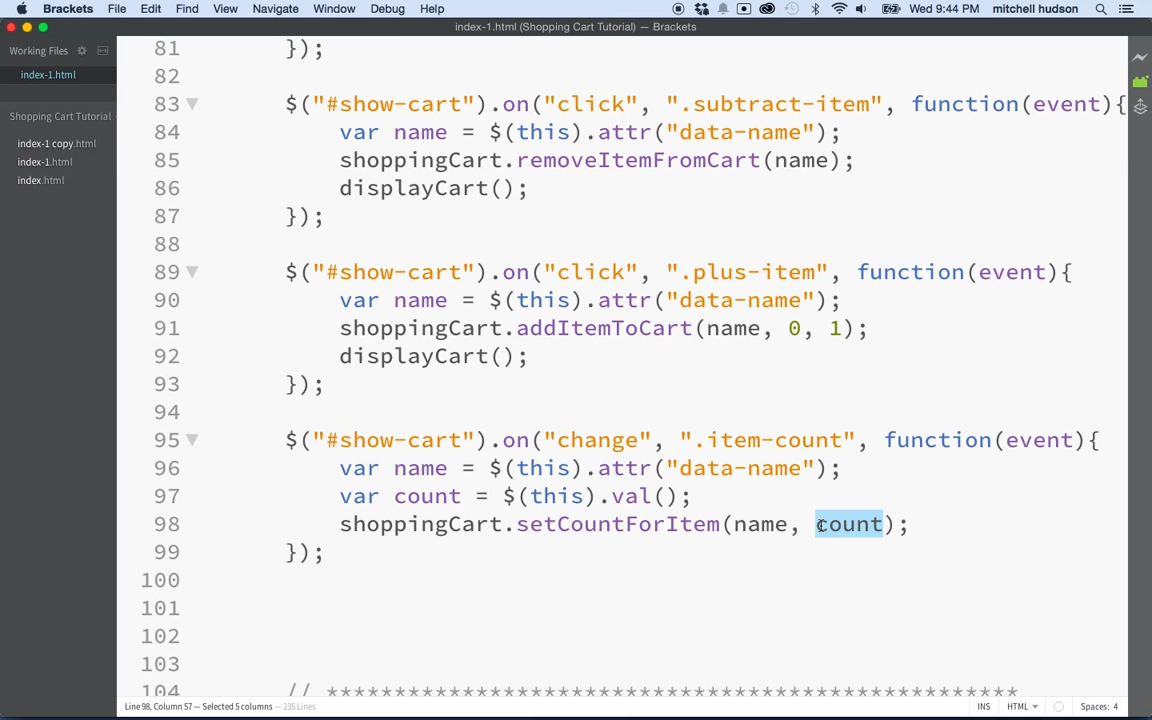 Brackets File Edit Find View Navigate Window Debug Help Wed 9:44 PM mitchell hudson
index-1.html (Shopping Cart Tutorial) — Brackets
Working Files
index-1.html
Shopping Cart Tutorial
index-1 copy.html
index-1.html
index.html
81 });
82
83 $("#show-cart").on("click", ".subtract-item", function(event){
84 var name = $(this).attr("data-name");
85 shoppingCart.removeItemFromCart(name);
86 displayCart();
87 });
88
89 $("#show-cart").on("click", ".plus-item", function(event){
90 var name = $(this).attr("data-name");
91 shoppingCart.addItemToCart(name, 0, 1);
92 displayCart();
93 });
94
95 $("#show-cart").on("change", ".item-count", function(event){
96 var name = $(this).attr("data-name");
97 var count = $(this).val();
98 shoppingCart.setCountForItem(name, count);
99 });
100
101
102
103
104 // ***************************************************
Line 98, Column 57 — Selected 5 columns — 235 Lines INS HTML Spaces: 4